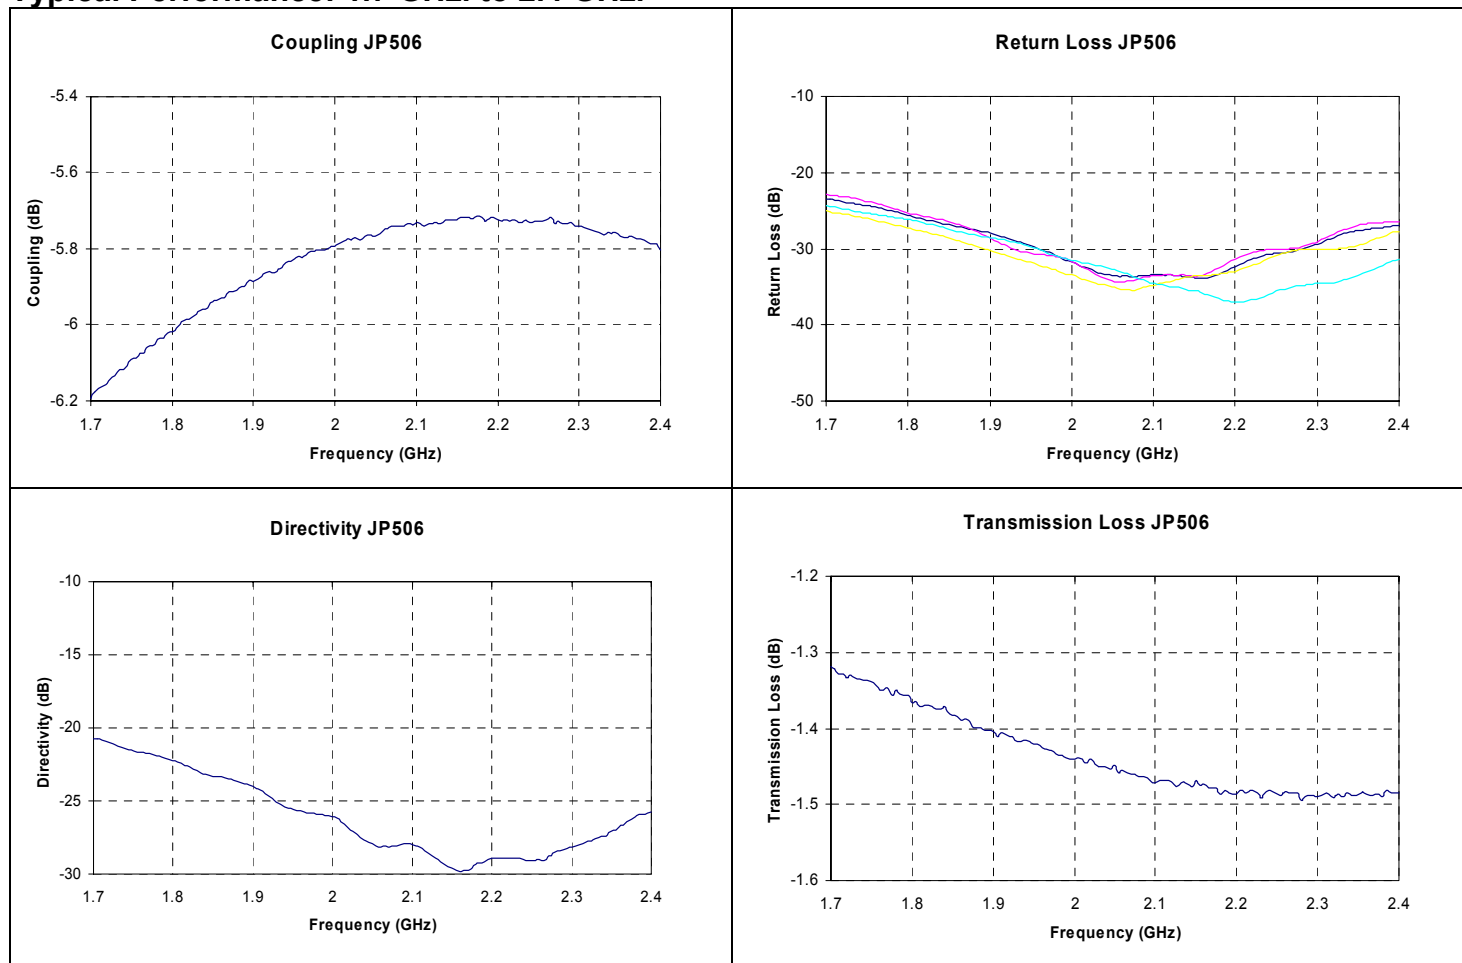 Coupling JP506
-5.4
-5.6
-5.8
-6
-6.2
Coupling (dB)
1.7 1.8 1.9 2 2.1 2.2 2.3 2.4
Frequency (GHz)
Return Loss JP506
-10
-20
-30
-40
-50
Return Loss (dB)
1.7 1.8 1.9 2 2.1 2.2 2.3 2.4
Frequency (GHz)
Directivity JP506
-10
-15
-20
-25
-30
Directivity (dB)
1.7 1.8 1.9 2 2.1 2.2 2.3 2.4
Frequency (GHz)
Transmission Loss JP506
-1.2
-1.3
-1.4
-1.5
-1.6
Transmission Loss (dB)
1.7 1.8 1.9 2 2.1 2.2 2.3 2.4
Frequency (GHz)